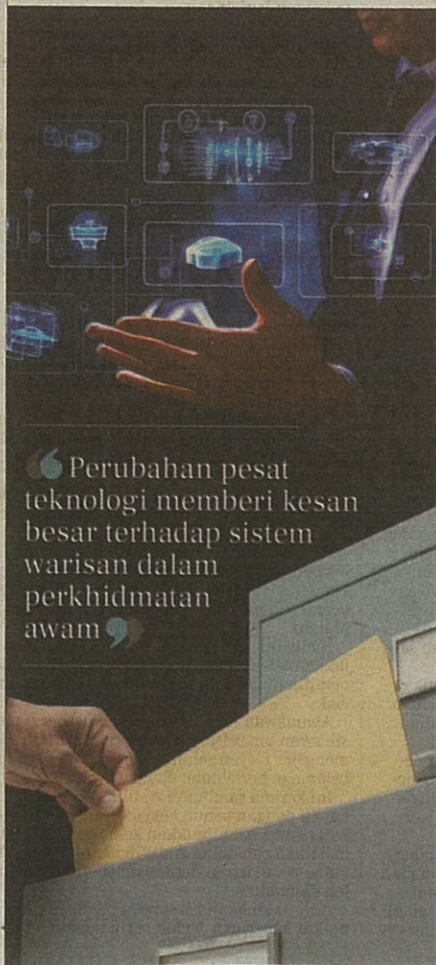 “Perubahan pesat
teknologi memberi kesan
besar terhadap sistem
warisan dalam
perkhidmatan
awam”